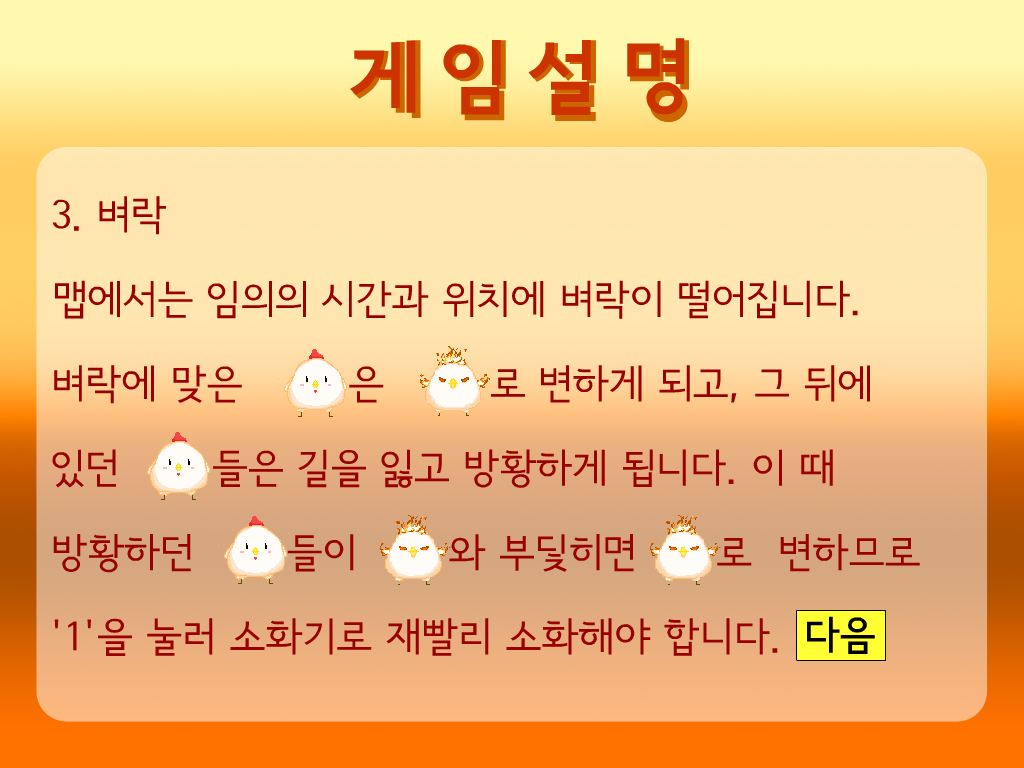 게임설명
3. 벼락
맵에서는 임의의 시간과 위치에 벼락이 떨어집니다.
벼락에 맞은 은 로 변하게 되고, 그 뒤에
있던 들은 길을 잃고 방황하게 됩니다. 이 때
방황하던 들이 와 부딫히면 로 변하므로
'1'을 눌러 소화기로 재빨리 소화해야 합니다. 다음